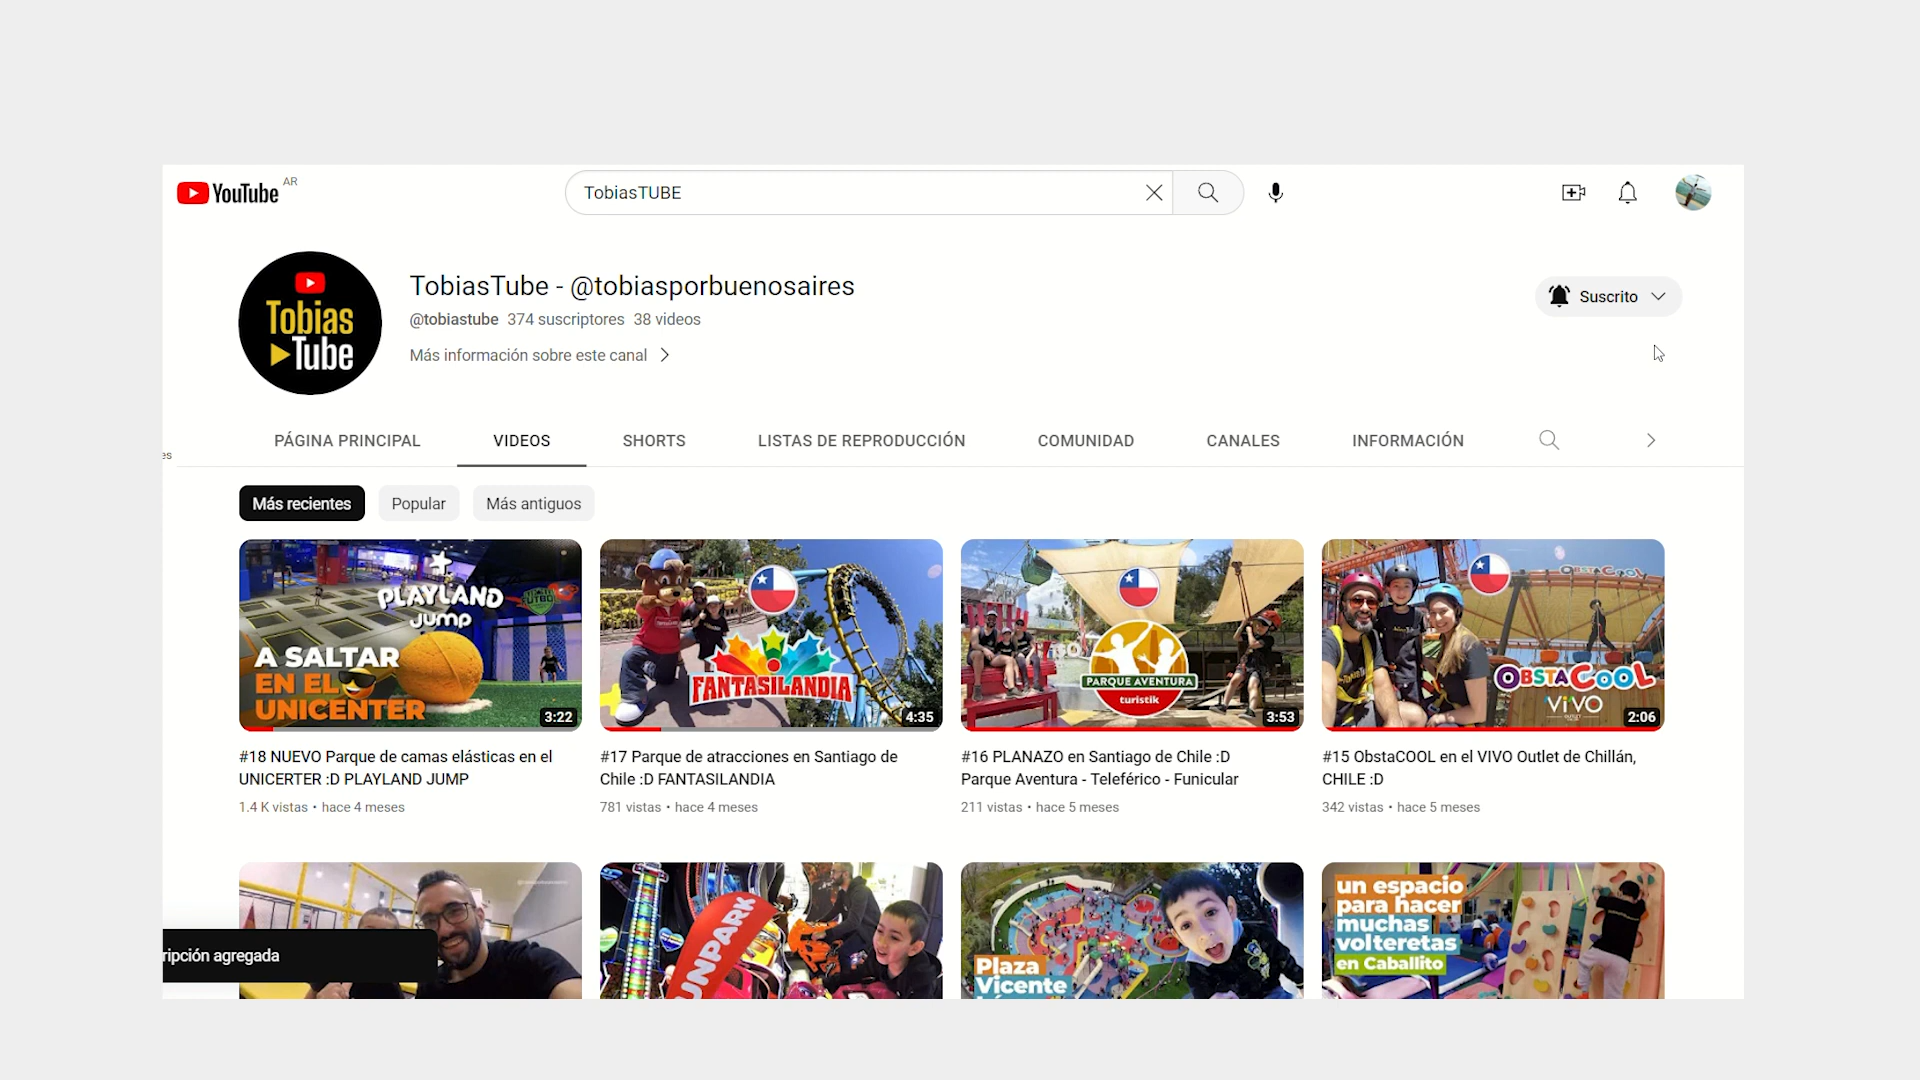 YouTube AR
TobiasTUBE
Tobias
Tube
TobiasTube - @tobiasporbuenosaires
@tobiastube 374 suscriptores 38 videos
Más información sobre este canal
Suscrito
PÁGINA PRINCIPAL VIDEOS SHORTS LISTAS DE REPRODUCCIÓN COMUNIDAD CANALES INFORMACIÓN
es
Más recientes Popular Más antiguos
PLAYLAND
JUMP
A SALTAR
EN EL
UNICENTER
3:22
FANTASILANDIA
4:35
PARQUE AVENTURA
turistik
3:53
OBSTACOOL
OBSTACOOL
VIVO
OUTLET
2:06
#18 NUEVO Parque de camas elásticas en el
UNICERTER :D PLAYLAND JUMP
1.4 K vistas • hace 4 meses
#17 Parque de atracciones en Santiago de
Chile :D FANTASILANDIA
781 vistas • hace 4 meses
#16 PLANAZO en Santiago de Chile :D
Parque Aventura - Teleférico - Funicular
211 vistas • hace 5 meses
#15 ObstaCOOL en el VIVO Outlet de Chillán,
CHILE :D
342 vistas • hace 5 meses
ripción agregada
UNPARK
Plaza
Vicente
un espacio
para hacer
muchas
volteretas
en Caballito